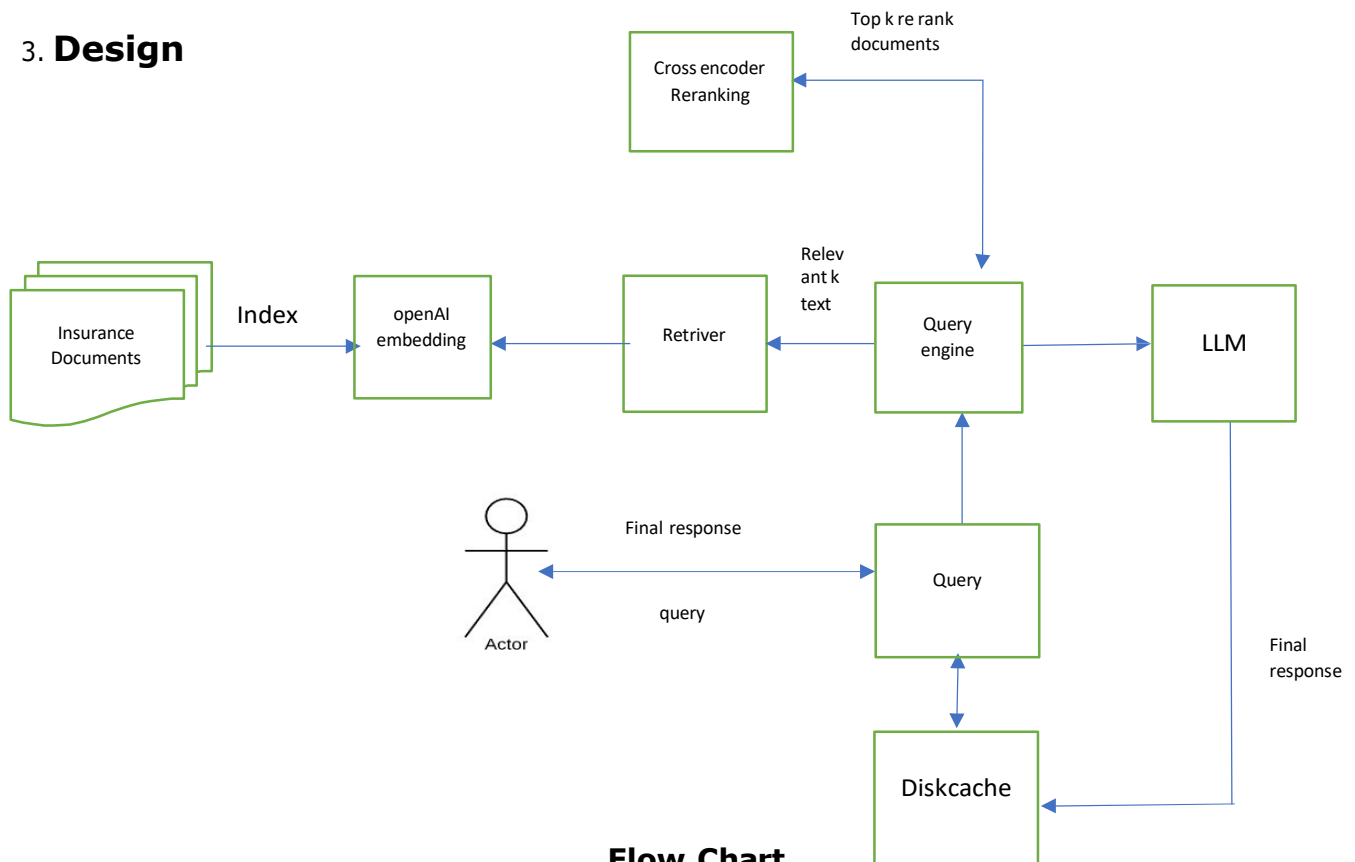 3. Design
Top k re rank
documents
Cross encoder
Reranking
Insurance
Documents
Index
openAI
embedding
Retriver
Relev
ant k
text
Query
engine
LLM
Final response
query
Actor
Query
Final
response
Diskcache
Flow Chart